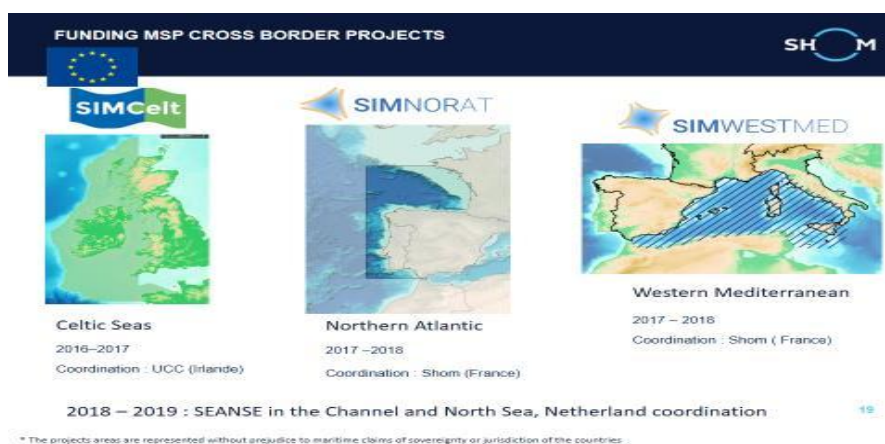 FUNDING MSP CROSS BORDER PROJECTS
SHOM
SIMCelt
SIMNORAT
SIMWESTMED
Celtic Seas
2016–2017
Coordination : UCC (Irlande)
Northern Atlantic
2017 –2018
Coordination : Shom (France)
Western Mediterranean
2017 – 2018
Coordination : Shom ( France)
2018 – 2019 : SEANSE in the Channel and North Sea, Netherland coordination
19
* The projects areas are represented without prejudice to maritime claims of sovereignty or jurisdiction of the countries